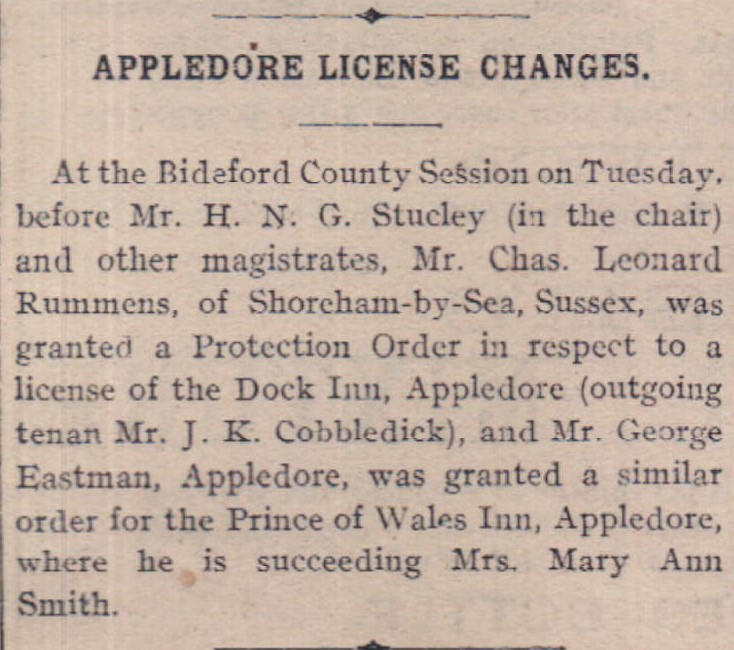 APPLEDORE LICENSE CHANGES.
At the Bideford County Session on Tuesday,
before Mr. H. N. G. Stucley (in the chair)
and other magistrates, Mr. Chas. Leonard
Rummens, of Shoreham-by-Sea, Sussex, was
granted a Protection Order in respect to a
license of the Dock Inn, Appledore (outgoing
tenan Mr. J. K. Cobbledick), and Mr. George
Eastman, Appledore, was granted a similar
order for the Prince of Wales Inn, Appledore,
where he is succeeding Mrs. Mary Ann
Smith.